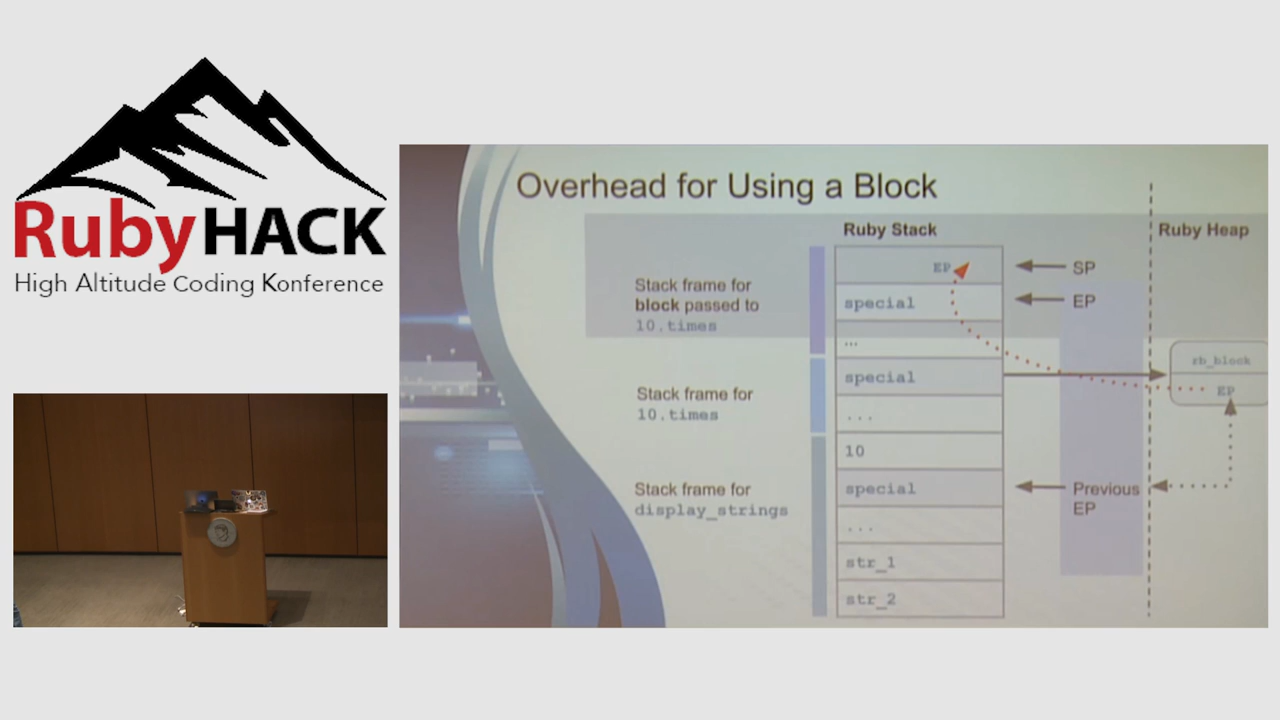 RubyHACK
High Altitude Coding Konference
Overhead for Using a Block
Ruby Stack
Ruby Heap
Stack frame for
block passed to
10.times
EP
SP
special
EP
...
rb_block
EP
Stack frame for
10.times
special
...
10
Stack frame for
display_strings
special
Previous
EP
...
str_1
str_2